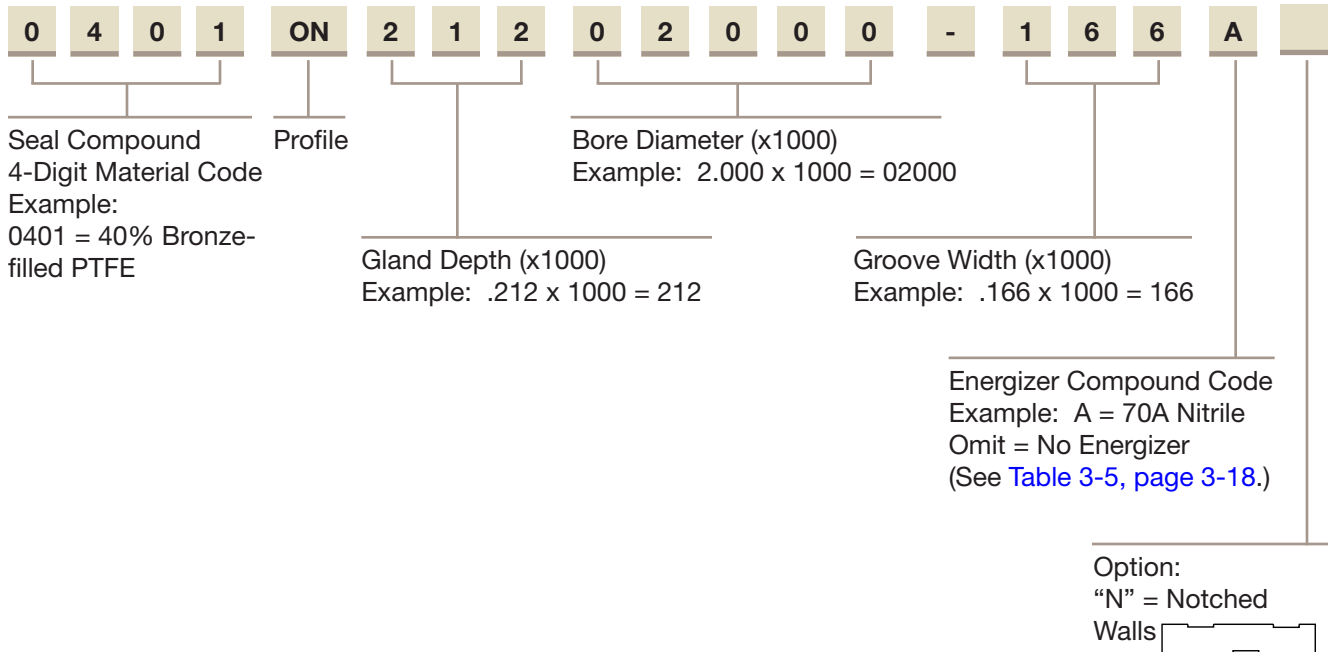 0 4 0 1 ON 2 1 2 0 2 0 0 0 - 1 6 6 A
Seal Compound
4-Digit Material Code
Example:
0401 = 40% Bronze-
filled PTFE
Profile
Bore Diameter (x1000)
Example: 2.000 x 1000 = 02000
Gland Depth (x1000)
Example: .212 x 1000 = 212
Groove Width (x1000)
Example: .166 x 1000 = 166
Energizer Compound Code
Example: A = 70A Nitrile
Omit = No Energizer
(See Table 3-5, page 3-18.)
Option:
“N” = Notched
Walls